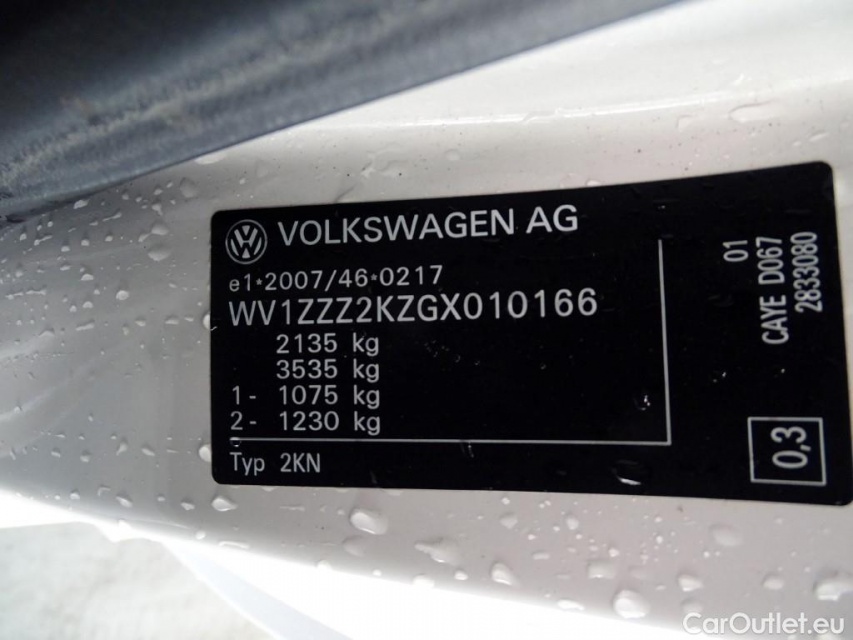 VOLKSWAGEN AG
e1*2007/46*0217
WV1ZZZ2KZGX010166
2135 kg
3535 kg
1 - 1075 kg
2 - 1230 kg
Typ 2KN
01
CAYE D067
2833080
0,3
CarOutlet.eu